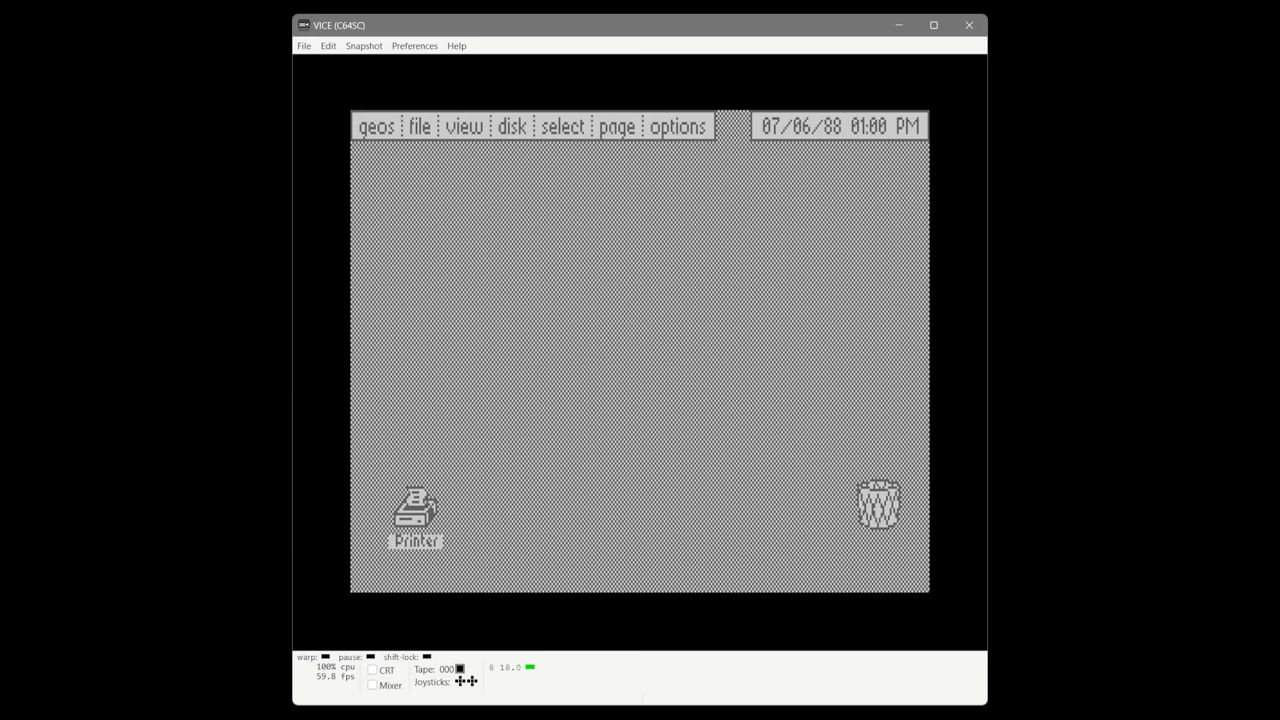 VICE (C64SC)
File Edit Snapshot Preferences Help
geos file view disk select page options 07/06/88 01:00 PM
Printer
warp: pause: shift-lock:
100% cpu CRT Tape: 000 8 18.0
59.8 fps Mixer Joysticks: